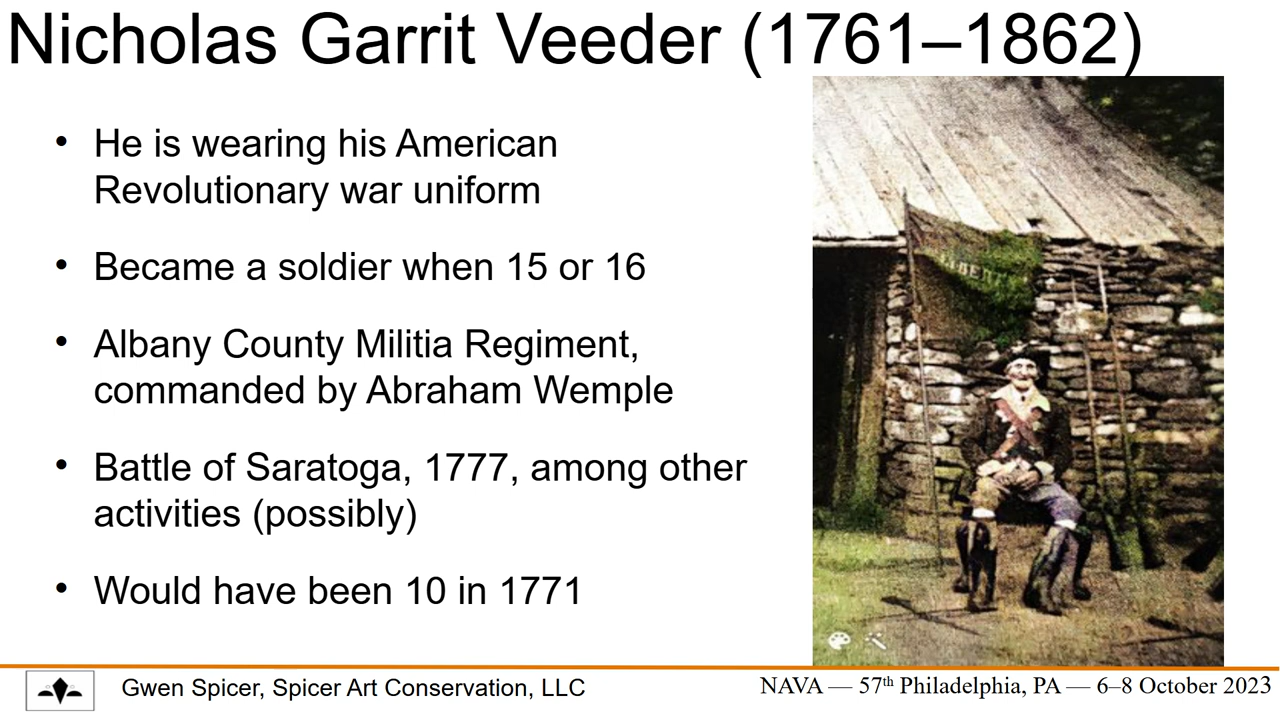 Nicholas Garrit Veeder (1761–1862)
• He is wearing his American
Revolutionary war uniform
• Became a soldier when 15 or 16
• Albany County Militia Regiment,
commanded by Abraham Wemple
• Battle of Saratoga, 1777, among other
activities (possibly)
• Would have been 10 in 1771
LIBERTY
Gwen Spicer, Spicer Art Conservation, LLC
NAVA — 57th Philadelphia, PA — 6–8 October 2023